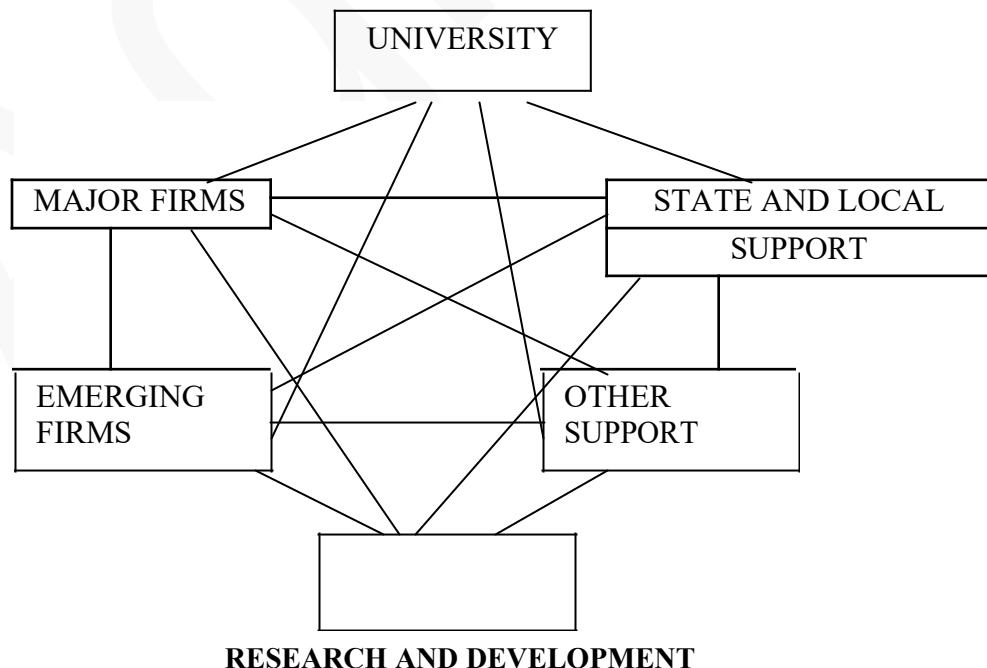 UNIVERSITY
MAJOR FIRMS
STATE AND LOCAL
SUPPORT
EMERGING
FIRMS
OTHER
SUPPORT
RESEARCH AND DEVELOPMENT